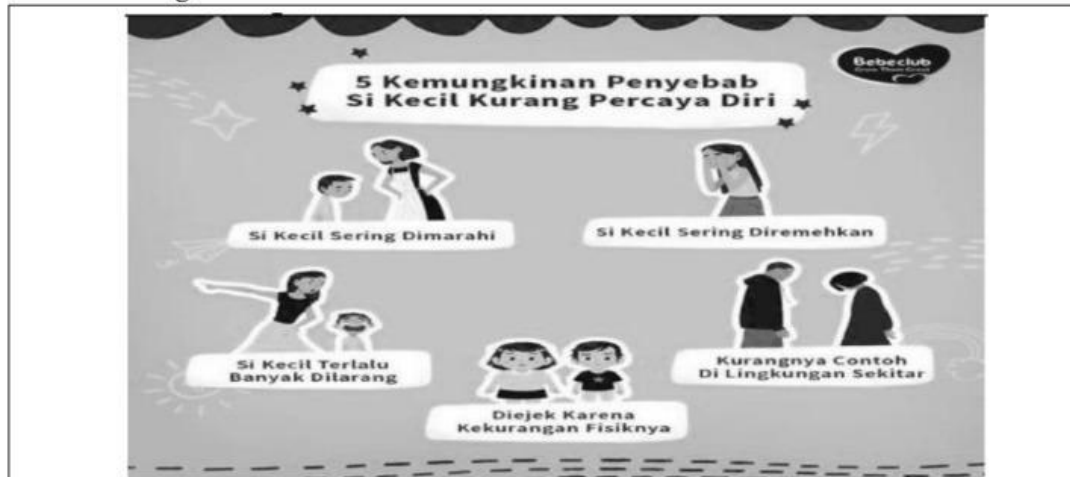 5 Kemungkinan Penyebab
Si Kecil Kurang Percaya Diri
Bebeclub
Si Kecil Sering Dimarahi
Si Kecil Sering Diremehkan
Si Kecil Terlalu
Banyak Dilarang
Kurangnya Contoh
Di Lingkungan Sekitar
Diejek Karena
Kekurangan Fisiknya